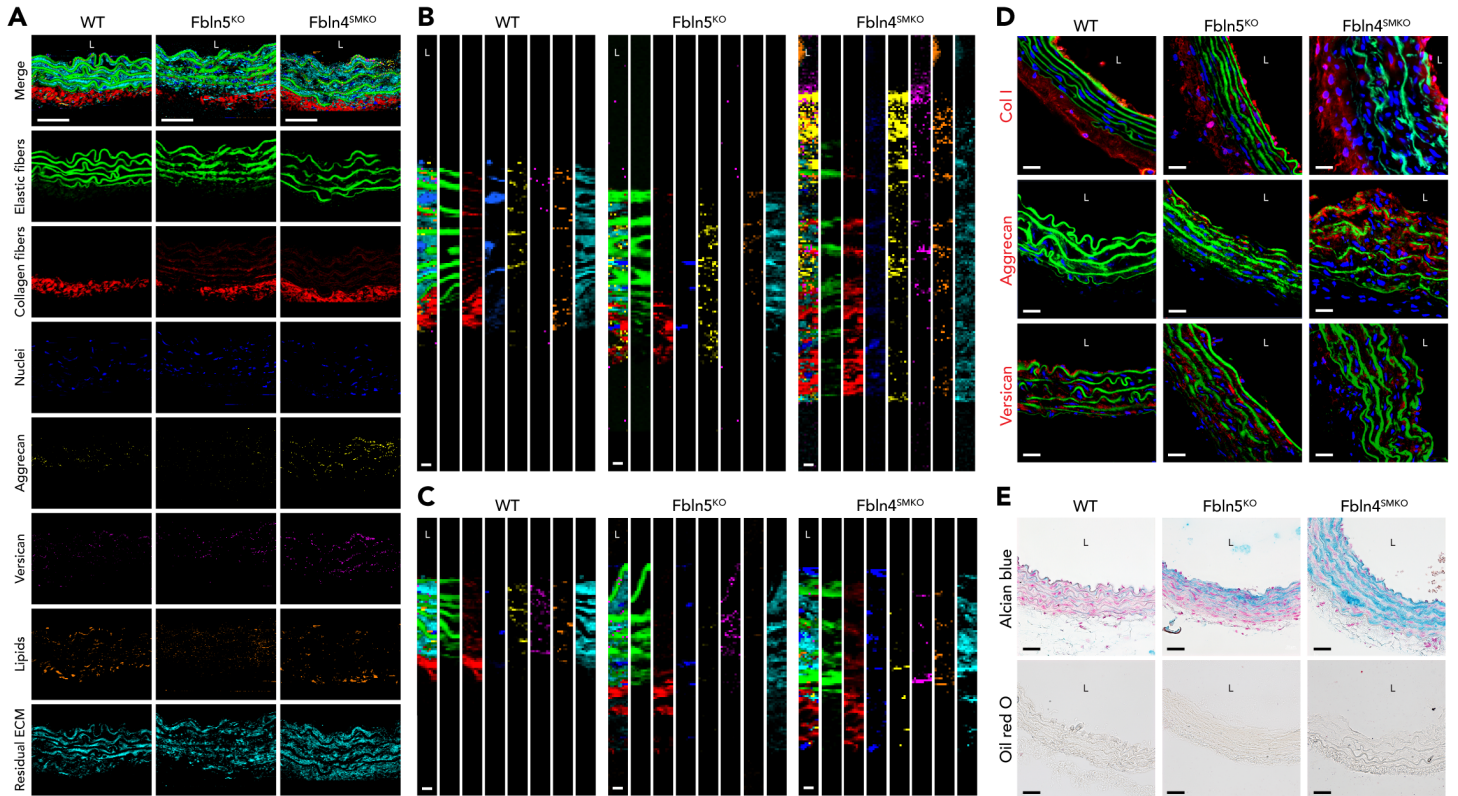 A
WT
Fbln5KO
Fbln4SMKO
Merge
L
L
L
Elastic fibers
Collagen fibers
Nuclei
Aggrecan
Versican
Lipids
Residual ECM
B
WT
Fbln5KO
Fbln4SMKO
L
L
L
C
WT
Fbln5KO
Fbln4SMKO
L
L
L
D
WT
Fbln5KO
Fbln4SMKO
Col I
L
L
L
Aggrecan
L
L
L
Versican
L
L
L
E
WT
Fbln5KO
Fbln4SMKO
Alcian blue
L
L
L
Oil red O
L
L
L